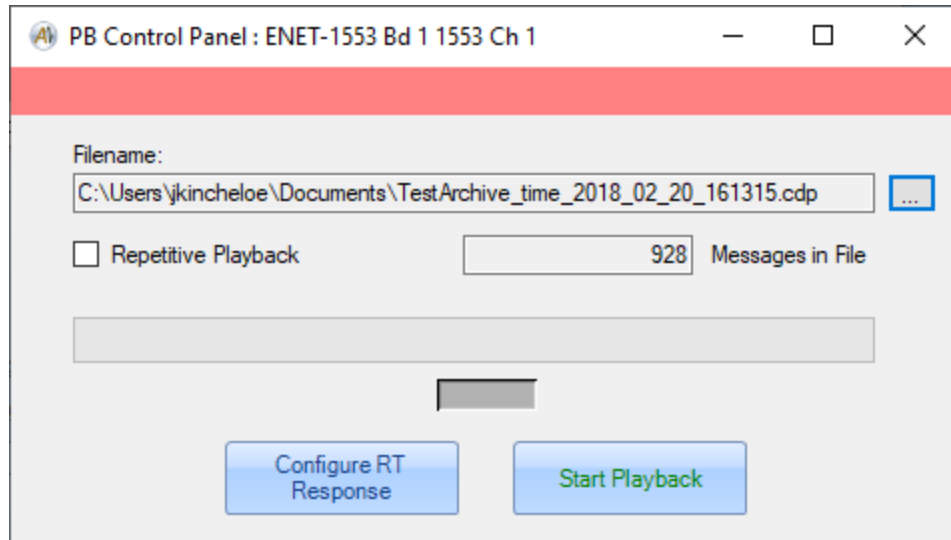 PB Control Panel : ENET-1553 Bd 1 1553 Ch 1
Filename:
C:\Users\jkincheloe\Documents\TestArchive_time_2018_02_20_161315.cdp
...
Repetitive Playback
928 Messages in File
Configure RT
Response
Start Playback